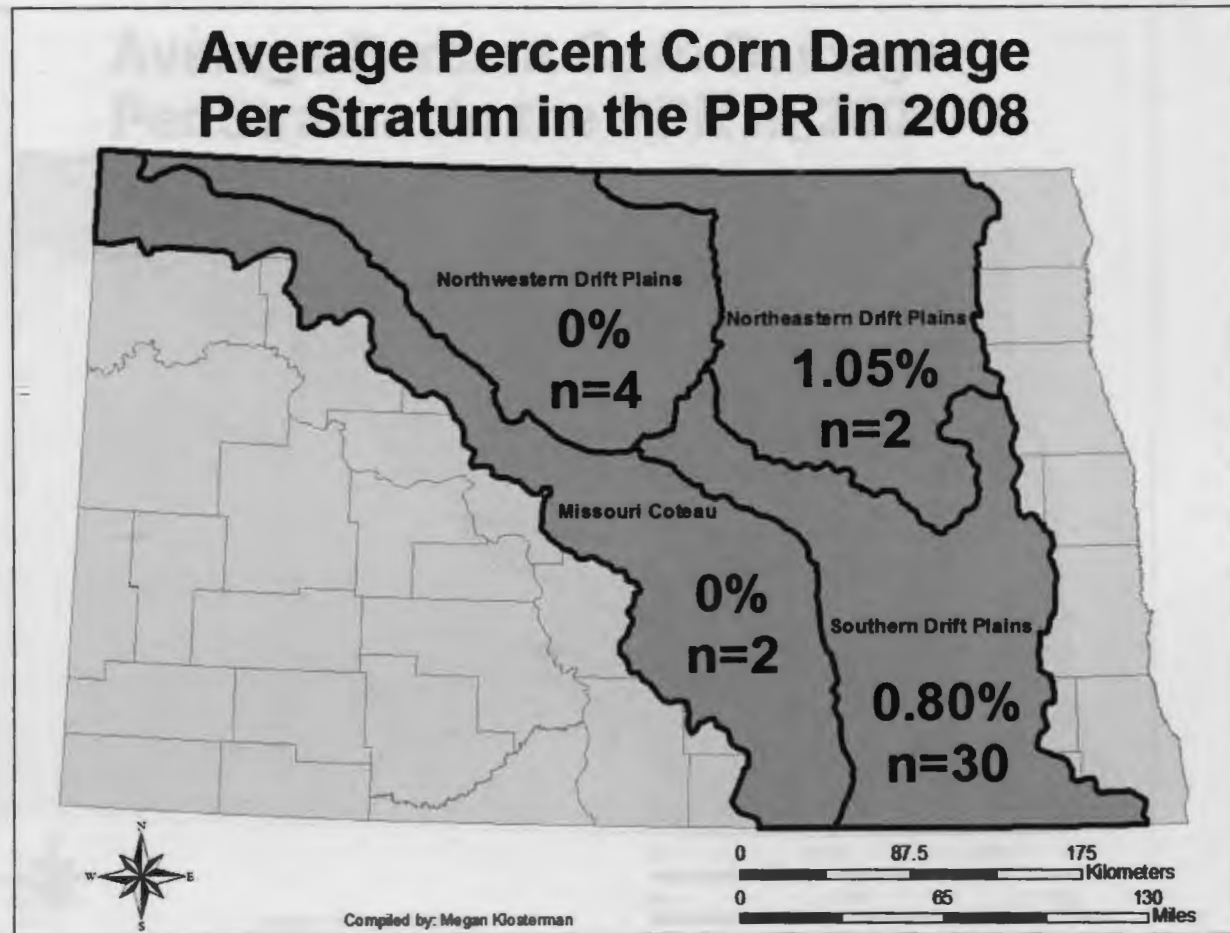 Average Percent Corn Damage
Per Stratum in the PPR in 2008
Northwestern Drift Plains
0%
n=4
Northeastern Drift Plains
1.05%
n=2
Missouri Coteau
0%
n=2
Southern Drift Plains
0.80%
n=30
N
W E
S
0 87.5 175
Kilometers
0 65 130
Miles
Compiled by: Megan Klosterman